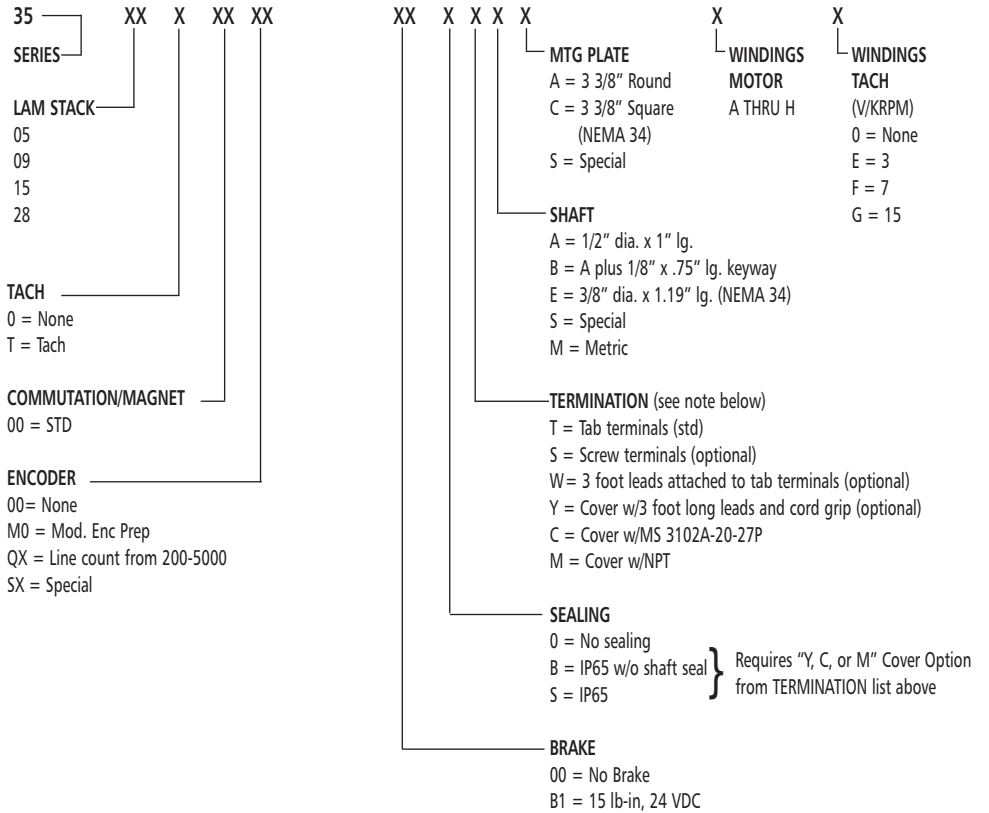 35 XX X XX XX XX X X X X X X
SERIES
LAM STACK
05
09
15
28
TACH
0 = None
T = Tach
COMMUTATION/MAGNET
00 = STD
ENCODER
00= None
M0 = Mod. Enc Prep
QX = Line count from 200-5000
SX = Special
MTG PLATE
A = 3 3/8” Round
C = 3 3/8” Square
(NEMA 34)
S = Special
WINDINGS
MOTOR
A THRU H
WINDINGS
TACH
(V/KRPM)
0 = None
E = 3
F = 7
G = 15
SHAFT
A = 1/2” dia. x 1” lg.
B = A plus 1/8” x .75” lg. keyway
E = 3/8” dia. x 1.19” lg. (NEMA 34)
S = Special
M = Metric
TERMINATION (see note below)
T = Tab terminals (std)
S = Screw terminals (optional)
W= 3 foot leads attached to tab terminals (optional)
Y = Cover w/3 foot long leads and cord grip (optional)
C = Cover w/MS 3102A-20-27P
M = Cover w/NPT
SEALING
0 = No sealing
B = IP65 w/o shaft seal
S = IP65
} Requires “Y, C, or M” Cover Option
from TERMINATION list above
BRAKE
00 = No Brake
B1 = 15 lb-in, 24 VDC